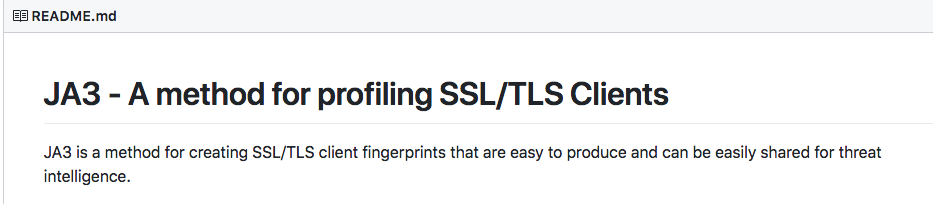 README.md
JA3 - A method for profiling SSL/TLS Clients
JA3 is a method for creating SSL/TLS client fingerprints that are easy to produce and can be easily shared for threat
intelligence.